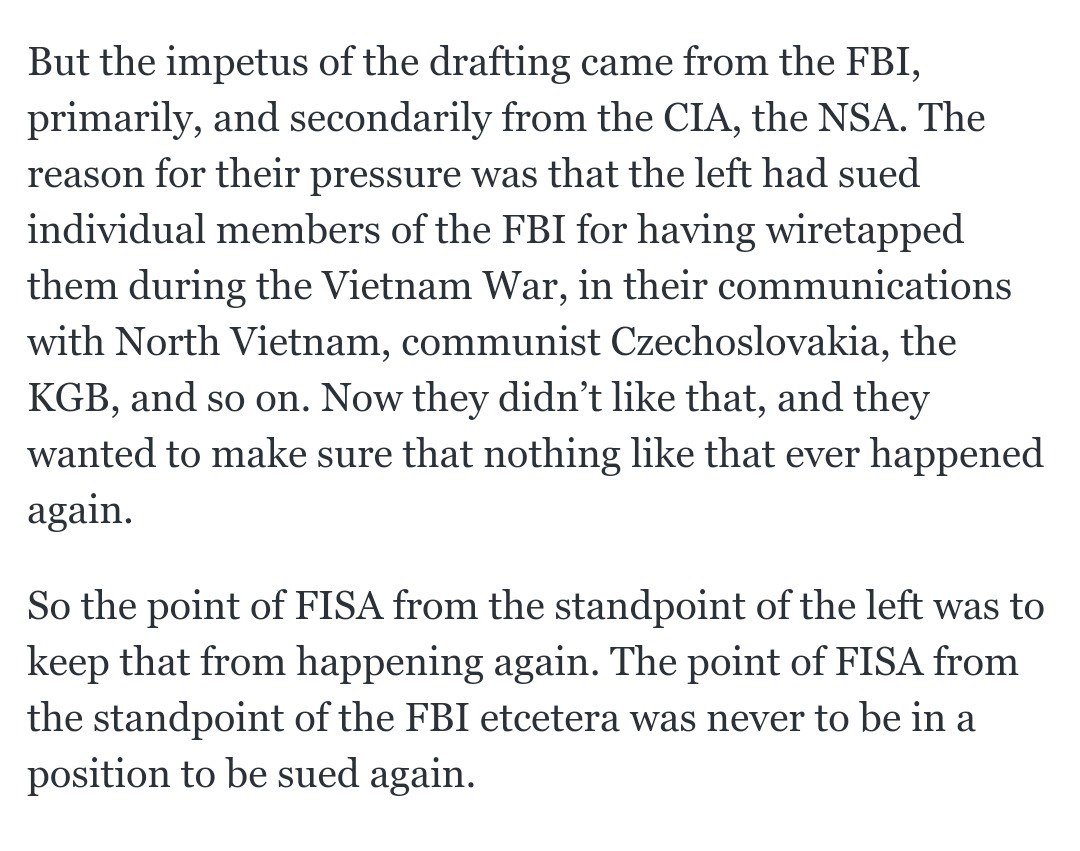 But the impetus of the drafting came from the FBI,
primarily, and secondarily from the CIA, the NSA. The
reason for their pressure was that the left had sued
individual members of the FBI for having wiretapped
them during the Vietnam War, in their communications
with North Vietnam, communist Czechoslovakia, the
KGB, and so on. Now they didn’t like that, and they
wanted to make sure that nothing like that ever happened
again.
So the point of FISA from the standpoint of the left was to
keep that from happening again. The point of FISA from
the standpoint of the FBI etcetera was never to be in a
position to be sued again.